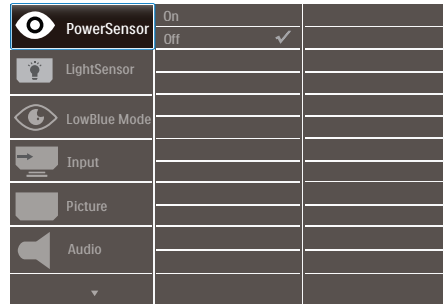 PowerSensor
On
Off
LightSensor
LowBlue Mode
Input
Picture
Audio